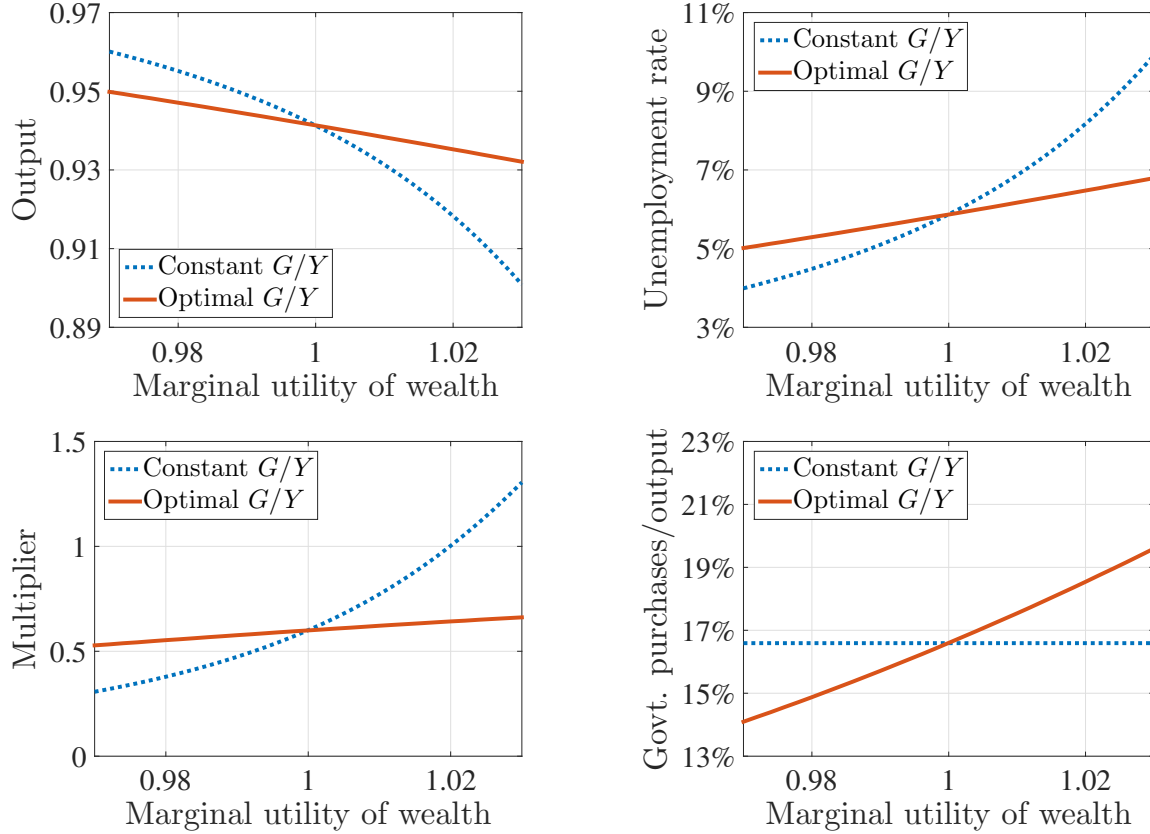 0.97
0.95
0.93
0.91
0.89
Output
Constant G/Y
Optimal G/Y
0.98
1
1.02
Marginal utility of wealth
11%
9%
7%
5%
3%
Unemployment rate
Constant G/Y
Optimal G/Y
0.98
1
1.02
Marginal utility of wealth
1.5
1
0.5
0
Multiplier
Constant G/Y
Optimal G/Y
0.98
1
1.02
Marginal utility of wealth
23%
21%
19%
17%
15%
13%
Govt. purchases/output
Constant G/Y
Optimal G/Y
0.98
1
1.02
Marginal utility of wealth